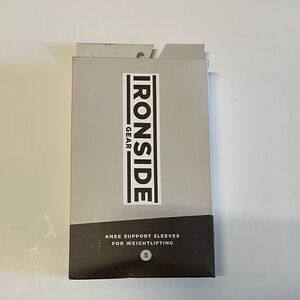 IRONSIDE
GEAR
KNEE SUPPORT SLEEVES
FOR WEIGHTLIFTING
S